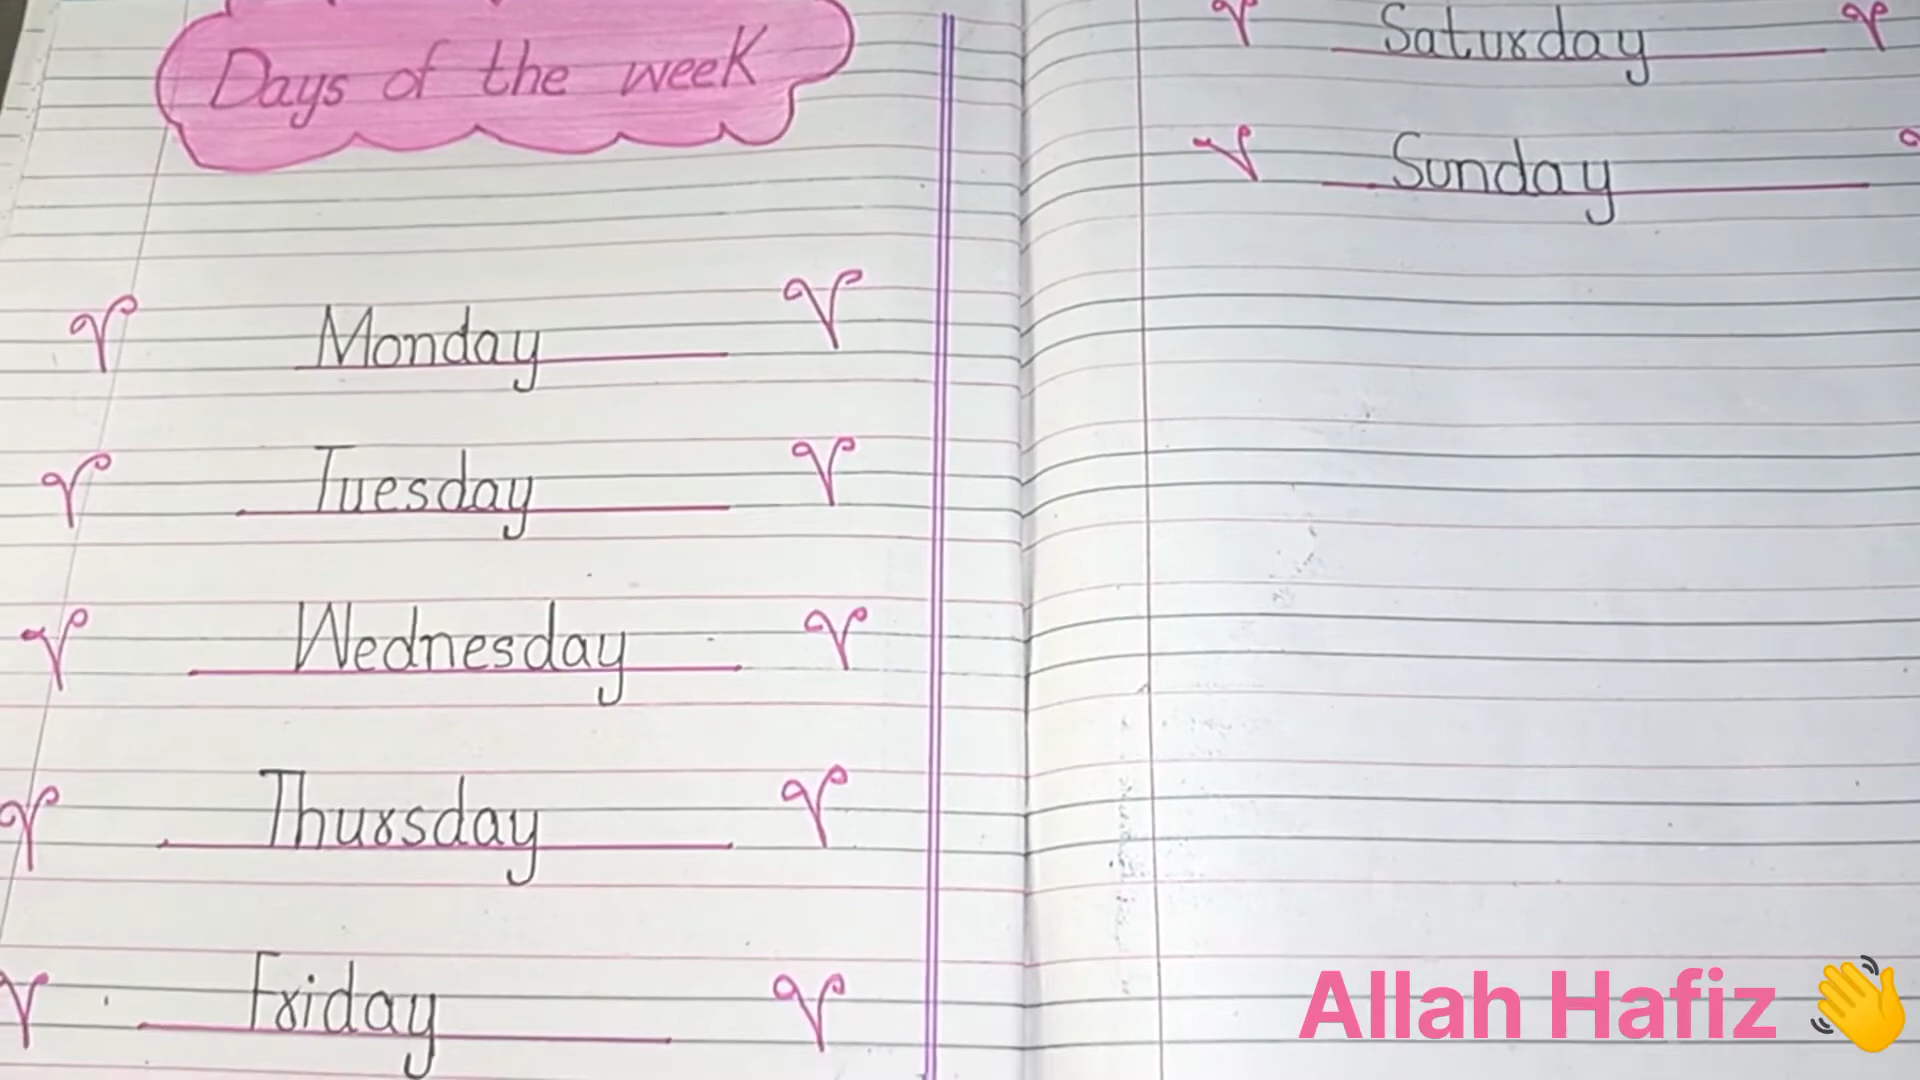 Days of the week
Monday
Tuesday
Wednesday
Thursday
Friday
Saturday
Sunday
Allah Hafiz 👋